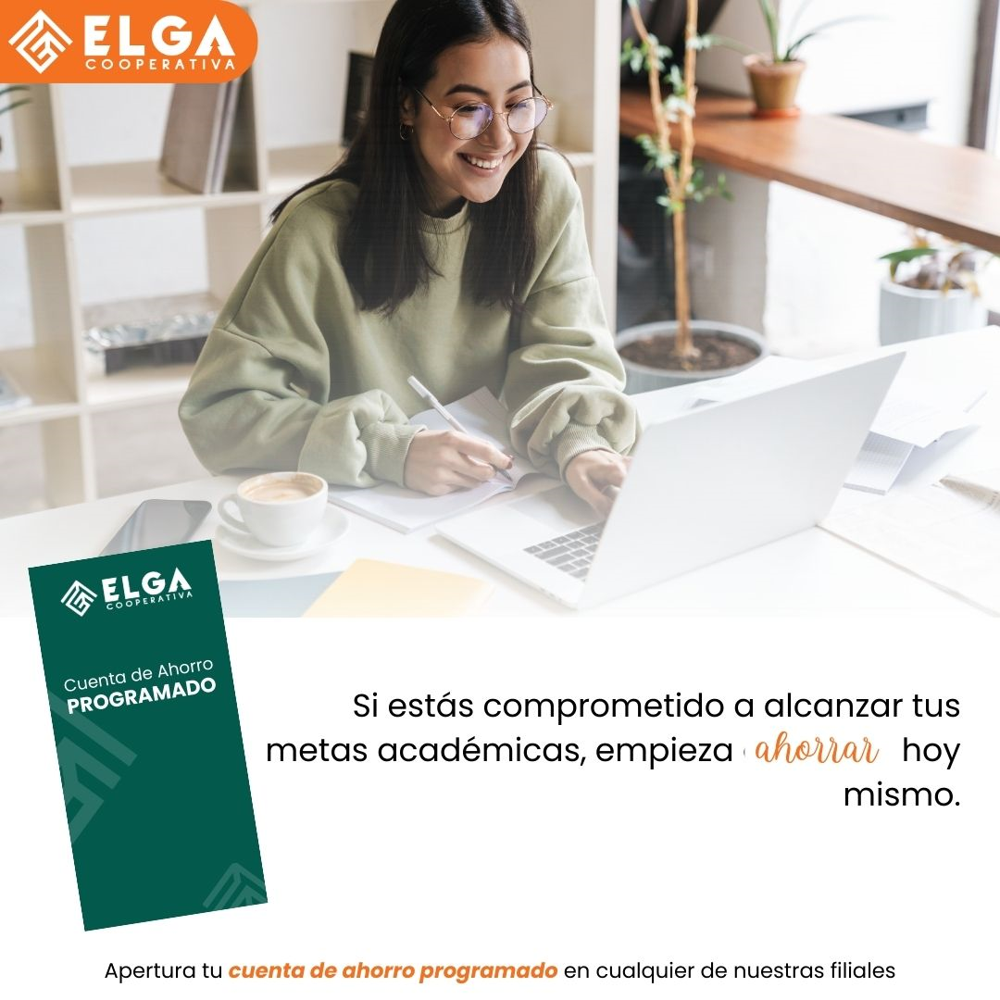 ELGA
COOPERATIVA
ELGA
COOPERATIVA
Cuenta de Ahorro
PROGRAMADO
Si estás comprometido a alcanzar tus
metas académicas, empieza ahorrar hoy
mismo.
Apertura tu cuenta de ahorro programado en cualquier de nuestras filiales